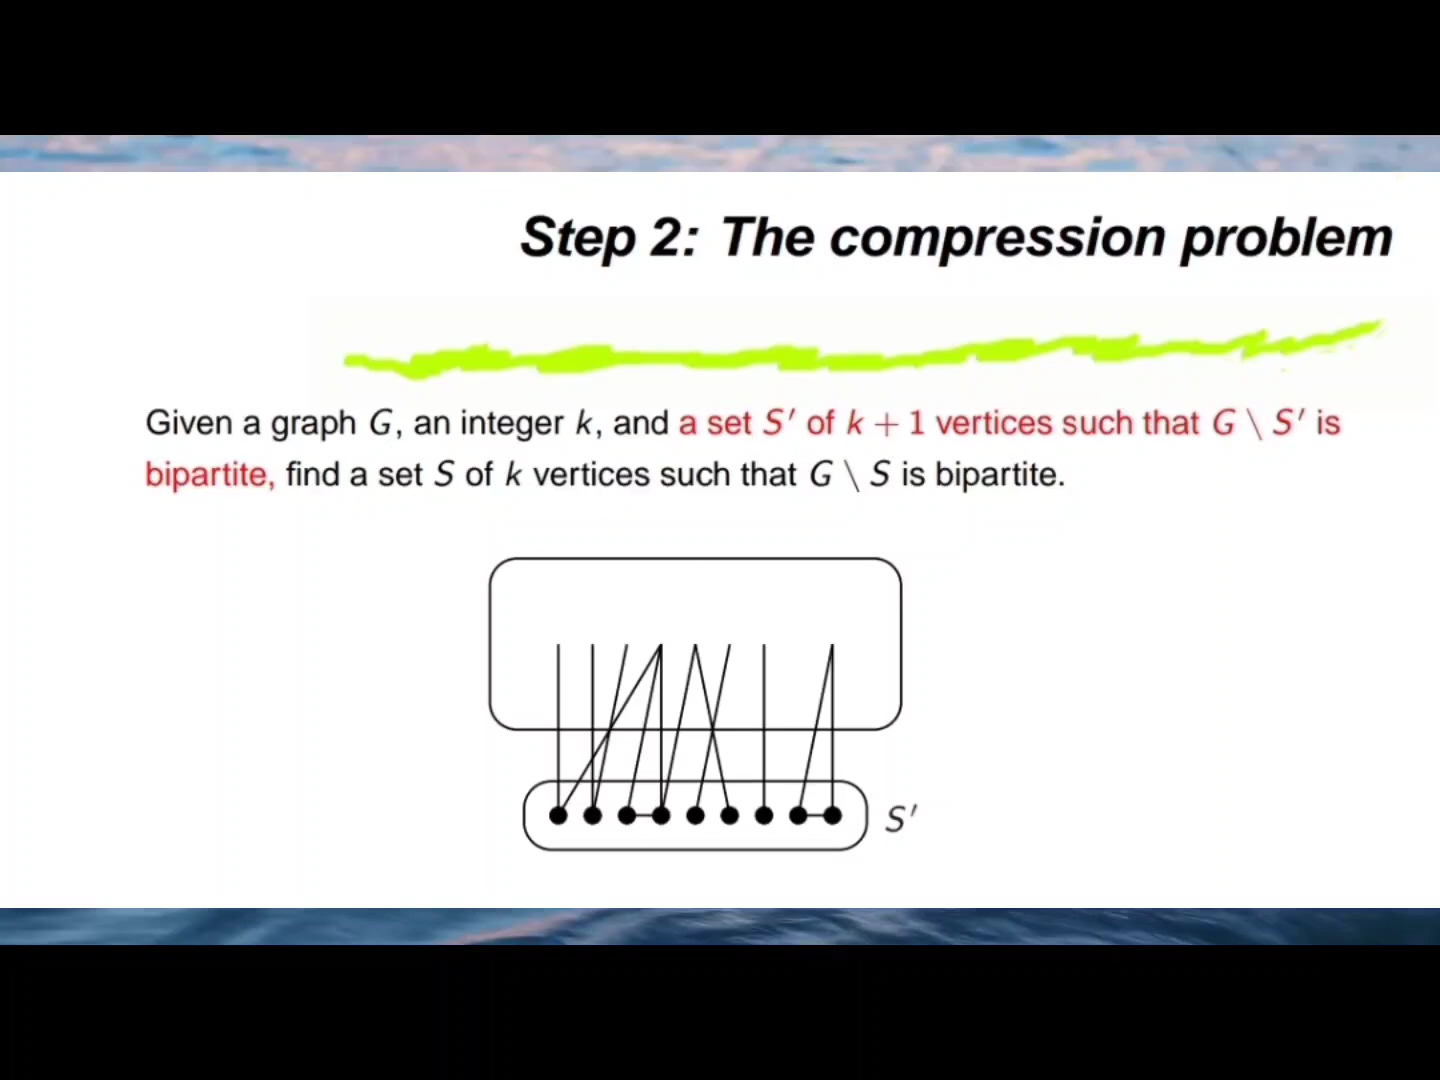 Step 2: The compression problem
Given a graph G, an integer k, and a set S′ of k + 1 vertices such that G \ S′ is
bipartite, find a set S of k vertices such that G \ S is bipartite.
S′